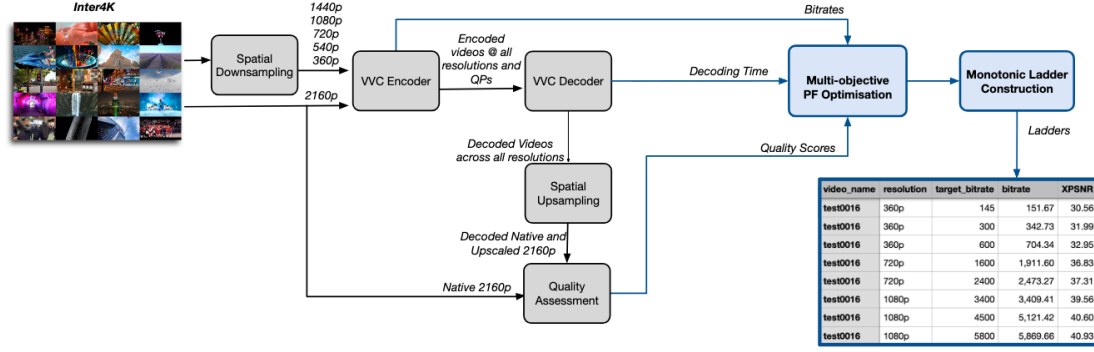 Inter4K
1440p
1080p
720p
540p
360p
2160p
Spatial
Downsampling
VVC Encoder
Encoded
videos @ all
resolutions and
QPs
VVC Decoder
Bitrates
Decoding Time
Multi-objective
PF Optimisation
Monotonic Ladder
Construction
Ladders
Quality Scores
Decoded Videos
across all resolutions
Spatial
Upsampling
Decoded Native and
Upscaled 2160p
Native 2160p
Quality
Assessment
video_name resolution target_bitrate bitrate XPSNR
test0016 360p 145 151.67 30.56
test0016 360p 300 342.73 31.99
test0016 360p 600 704.34 32.95
test0016 720p 1600 1,911.60 36.83
test0016 720p 2400 2,473.27 37.31
test0016 1080p 3400 3,409.41 39.56
test0016 1080p 4500 5,121.42 40.60
test0016 1080p 5800 5,869.66 40.93